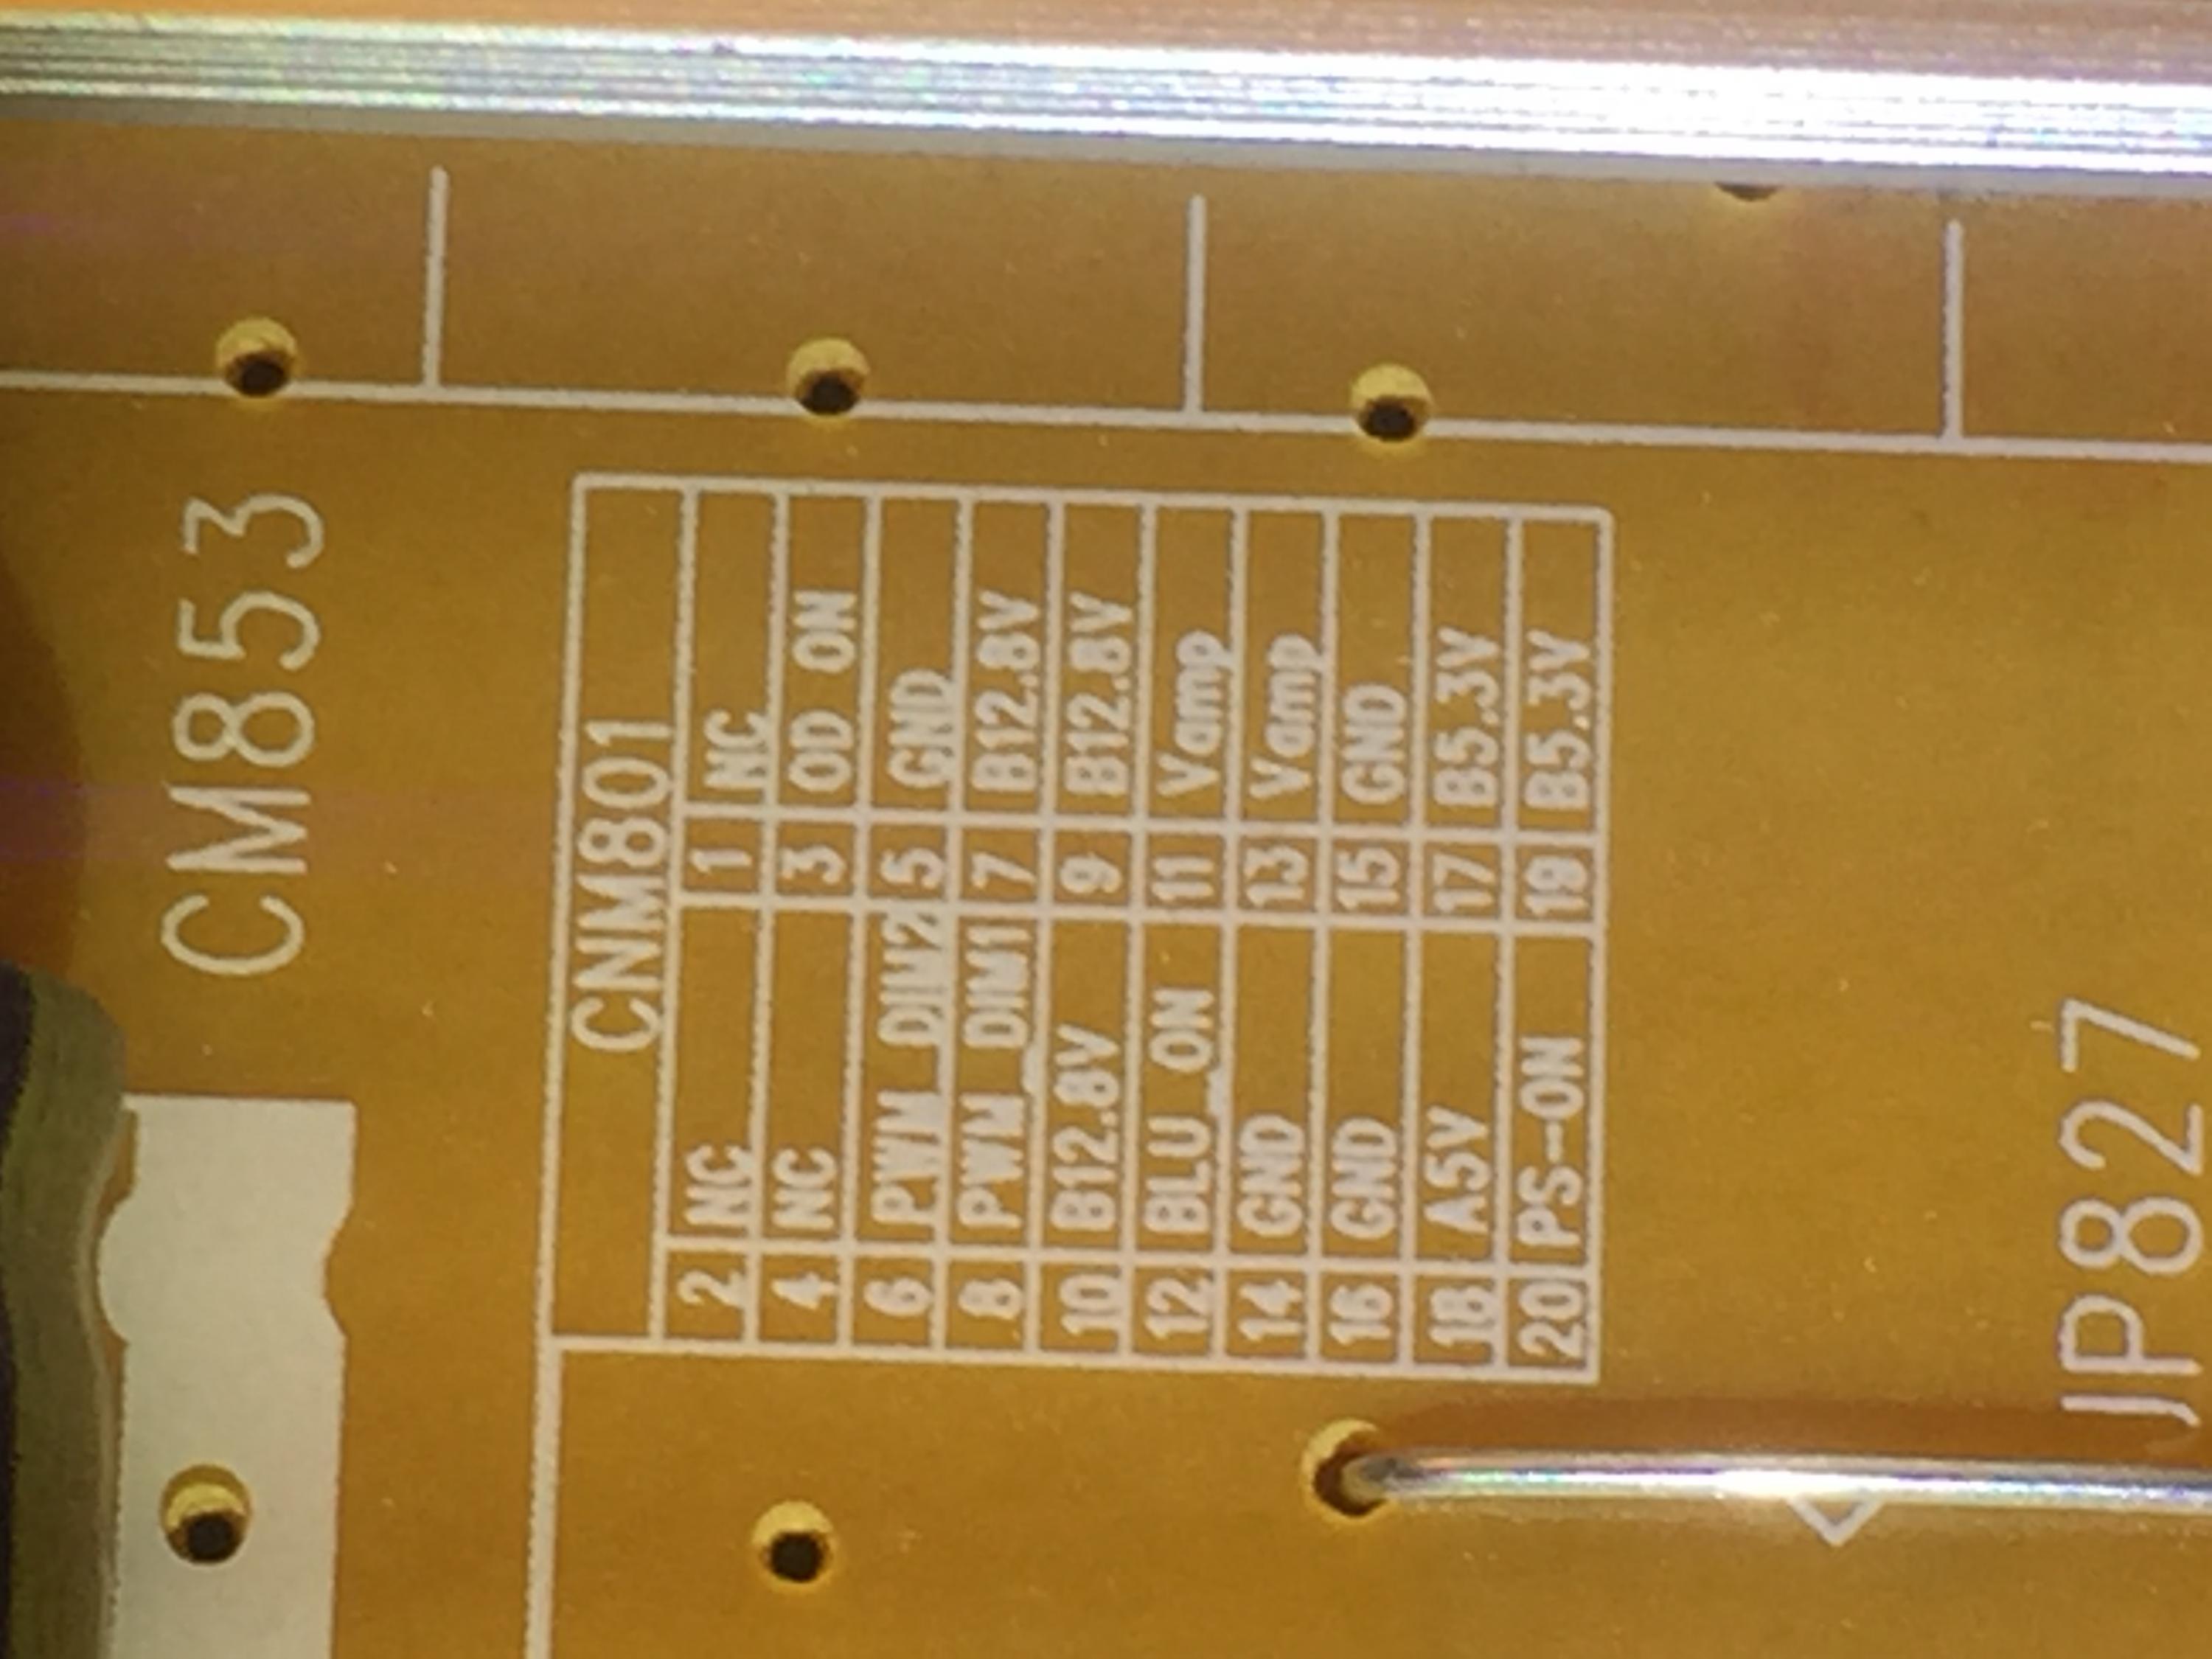 CM853
CNM801
2 NC 1 NC
4 NC 3 OD ON
6 PWM_DIM2 5 GND
8 PWM_DIM1 7 B12.8V
10 B12.8V 9 B12.8V
12 BLU_ON 11 Vamp
14 GND 13 Vamp
16 GND 15 GND
18 A5V 17 B5.3V
20 PS-ON 19 B5.3V
JP827